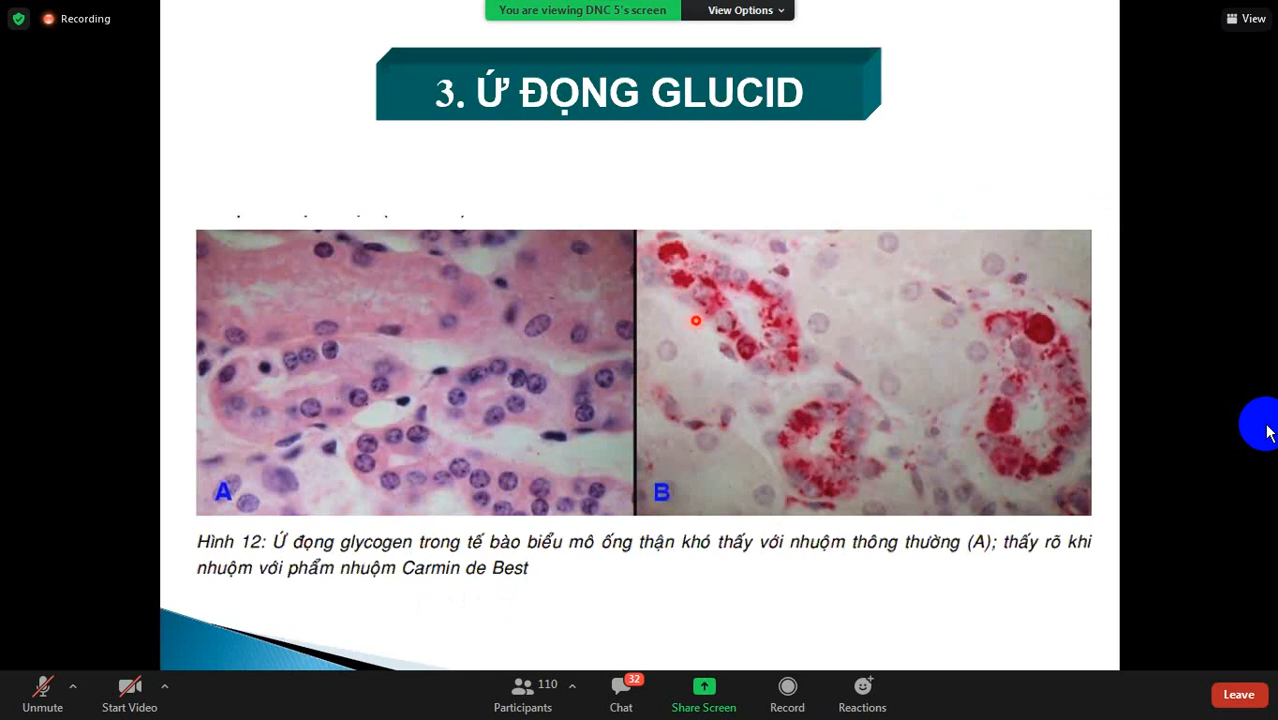 Recording
You are viewing DNC 5's screen
View Options
View
3. Ứ ĐỌNG GLUCID
A
B
Hình 12: Ứ đọng glycogen trong tế bào biểu mô ống thận khó thấy với nhuộm thông thường (A); thấy rõ khi
nhuộm với phẩm nhuộm Carmin de Best
110
32
Unmute
Start Video
Participants
Chat
Share Screen
Record
Reactions
Leave